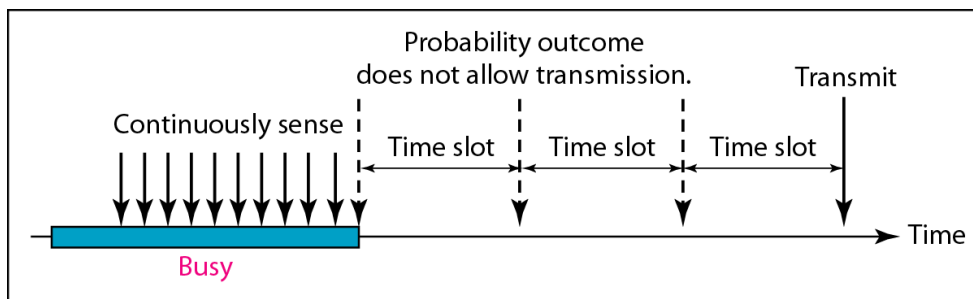 Probability outcome
does not allow transmission.
Transmit
Continuously sense
Time slot
Time slot
Time slot
Time
Busy